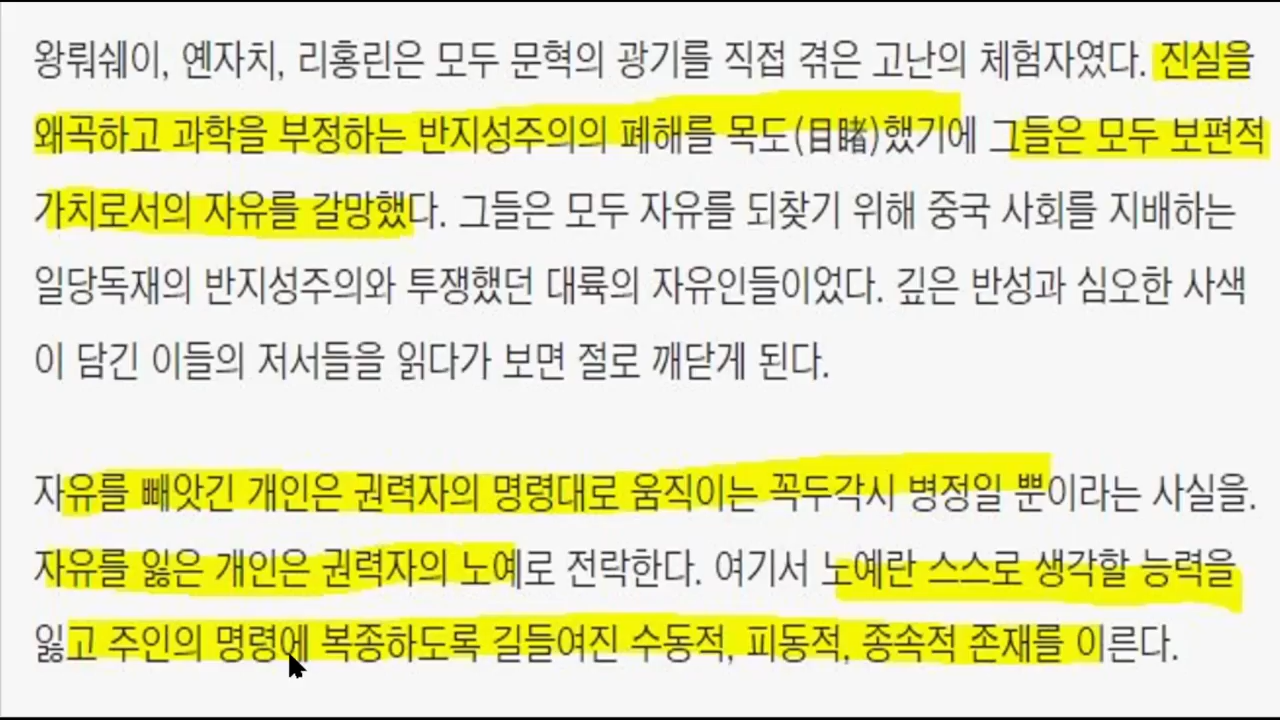 왕뤄쉐이, 옌자치, 리홍린은 모두 문혁의 광기를 직접 겪은 고난의 체험자였다. 진실을
왜곡하고 과학을 부정하는 반지성주의의 폐해를 목도(目睹)했기에 그들은 모두 보편적
가치로서의 자유를 갈망했다. 그들은 모두 자유를 되찾기 위해 중국 사회를 지배하는
일당독재의 반지성주의와 투쟁했던 대륙의 자유인들이었다. 깊은 반성과 심오한 사색
이 담긴 이들의 저서들을 읽다가 보면 절로 깨닫게 된다.
자유를 빼앗긴 개인은 권력자의 명령대로 움직이는 꼭두각시 병정일 뿐이라는 사실을.
자유를 잃은 개인은 권력자의 노예로 전락한다. 여기서 노예란 스스로 생각할 능력을
잃고 주인의 명령에 복종하도록 길들여진 수동적, 피동적, 종속적 존재를 이른다.